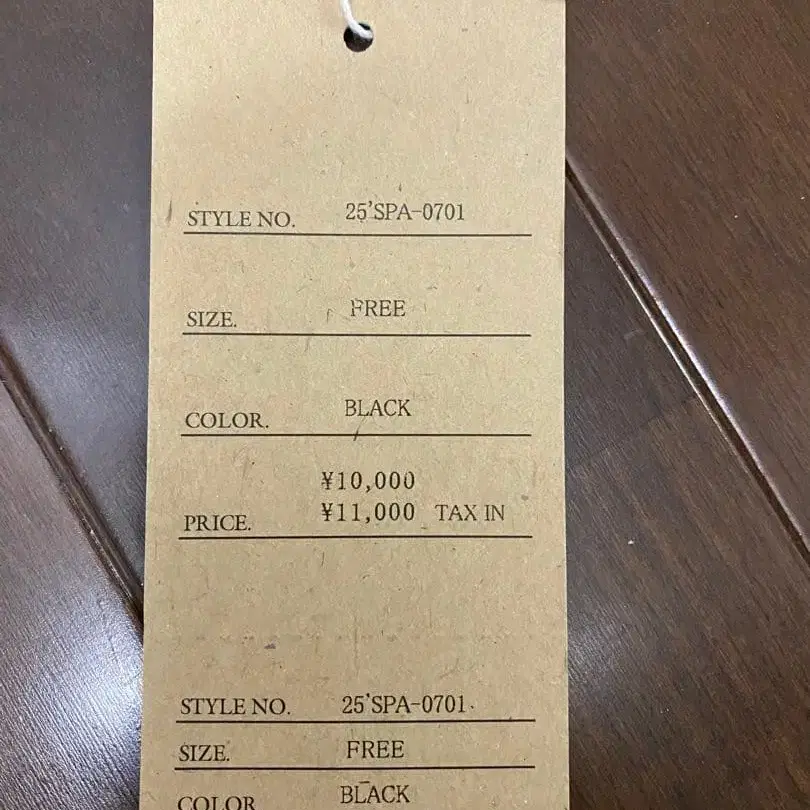 STYLE NO. 25'SPA-0701
SIZE. FREE
COLOR. BLACK
¥10,000
PRICE. ¥11,000 TAX IN
STYLE NO. 25'SPA-0701
SIZE. FREE
COLOR BLACK